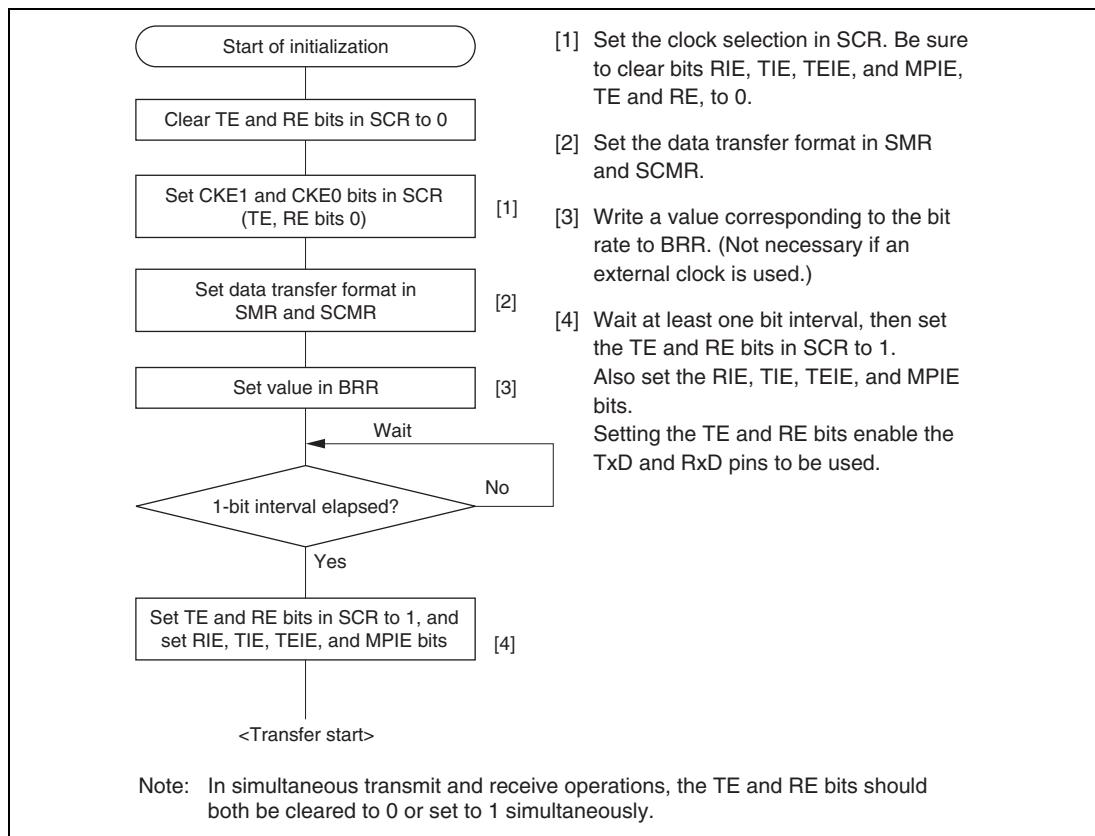 Start of initialization
Clear TE and RE bits in SCR to 0
Set CKE1 and CKE0 bits in SCR
(TE, RE bits 0)
[1]
Set data transfer format in
SMR and SCMR
[2]
Set value in BRR
[3]
Wait
No
1-bit interval elapsed?
Yes
Set TE and RE bits in SCR to 1, and
set RIE, TIE, TEIE, and MPIE bits
[4]
<Transfer start>
[1] Set the clock selection in SCR. Be sure
to clear bits RIE, TIE, TEIE, and MPIE,
TE and RE, to 0.
[2] Set the data transfer format in SMR
and SCMR.
[3] Write a value corresponding to the bit
rate to BRR. (Not necessary if an
external clock is used.)
[4] Wait at least one bit interval, then set
the TE and RE bits in SCR to 1.
Also set the RIE, TIE, TEIE, and MPIE
bits.
Setting the TE and RE bits enable the
TxD and RxD pins to be used.
Note: In simultaneous transmit and receive operations, the TE and RE bits should
both be cleared to 0 or set to 1 simultaneously.